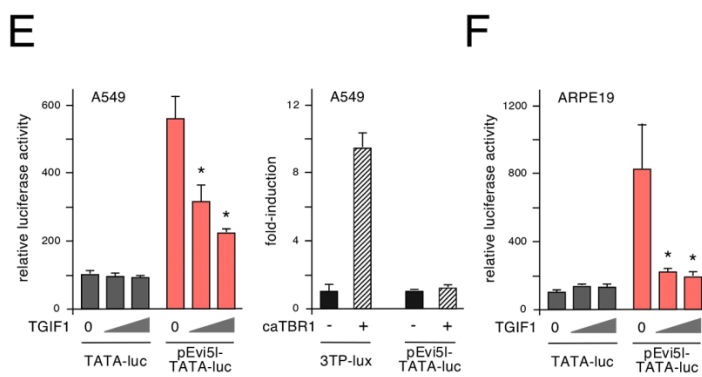 E
F
A549
relative luciferase activity
600
400
200
0
* *
TGIF1 0 0
TATA-luc
pEvi5l-
TATA-luc
A549
fold-induction
12
8
4
0
caTBR1 - + - +
3TP-lux
pEvi5l-
TATA-luc
ARPE19
relative luciferase activity
1200
800
400
0
* *
TGIF1 0 0
TATA-luc
pEvi5l-
TATA-luc